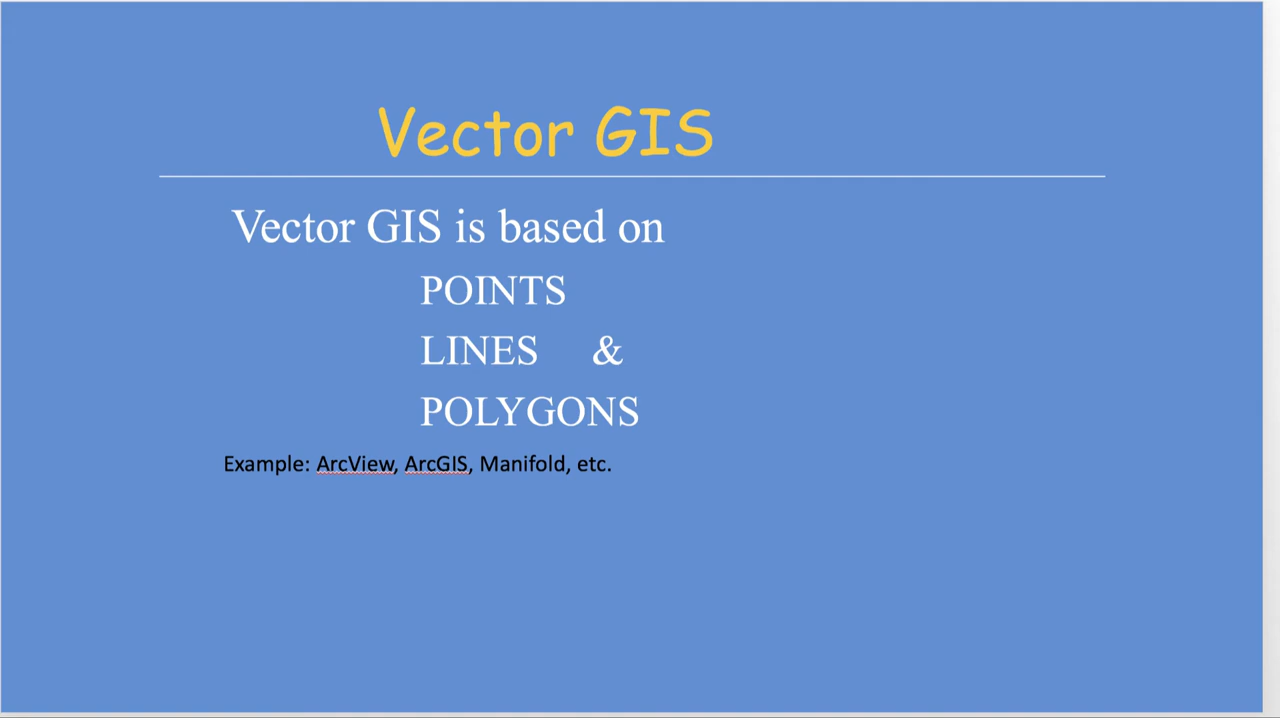 Vector GIS
Vector GIS is based on
POINTS
LINES &
POLYGONS
Example: ArcView, ArcGIS, Manifold, etc.